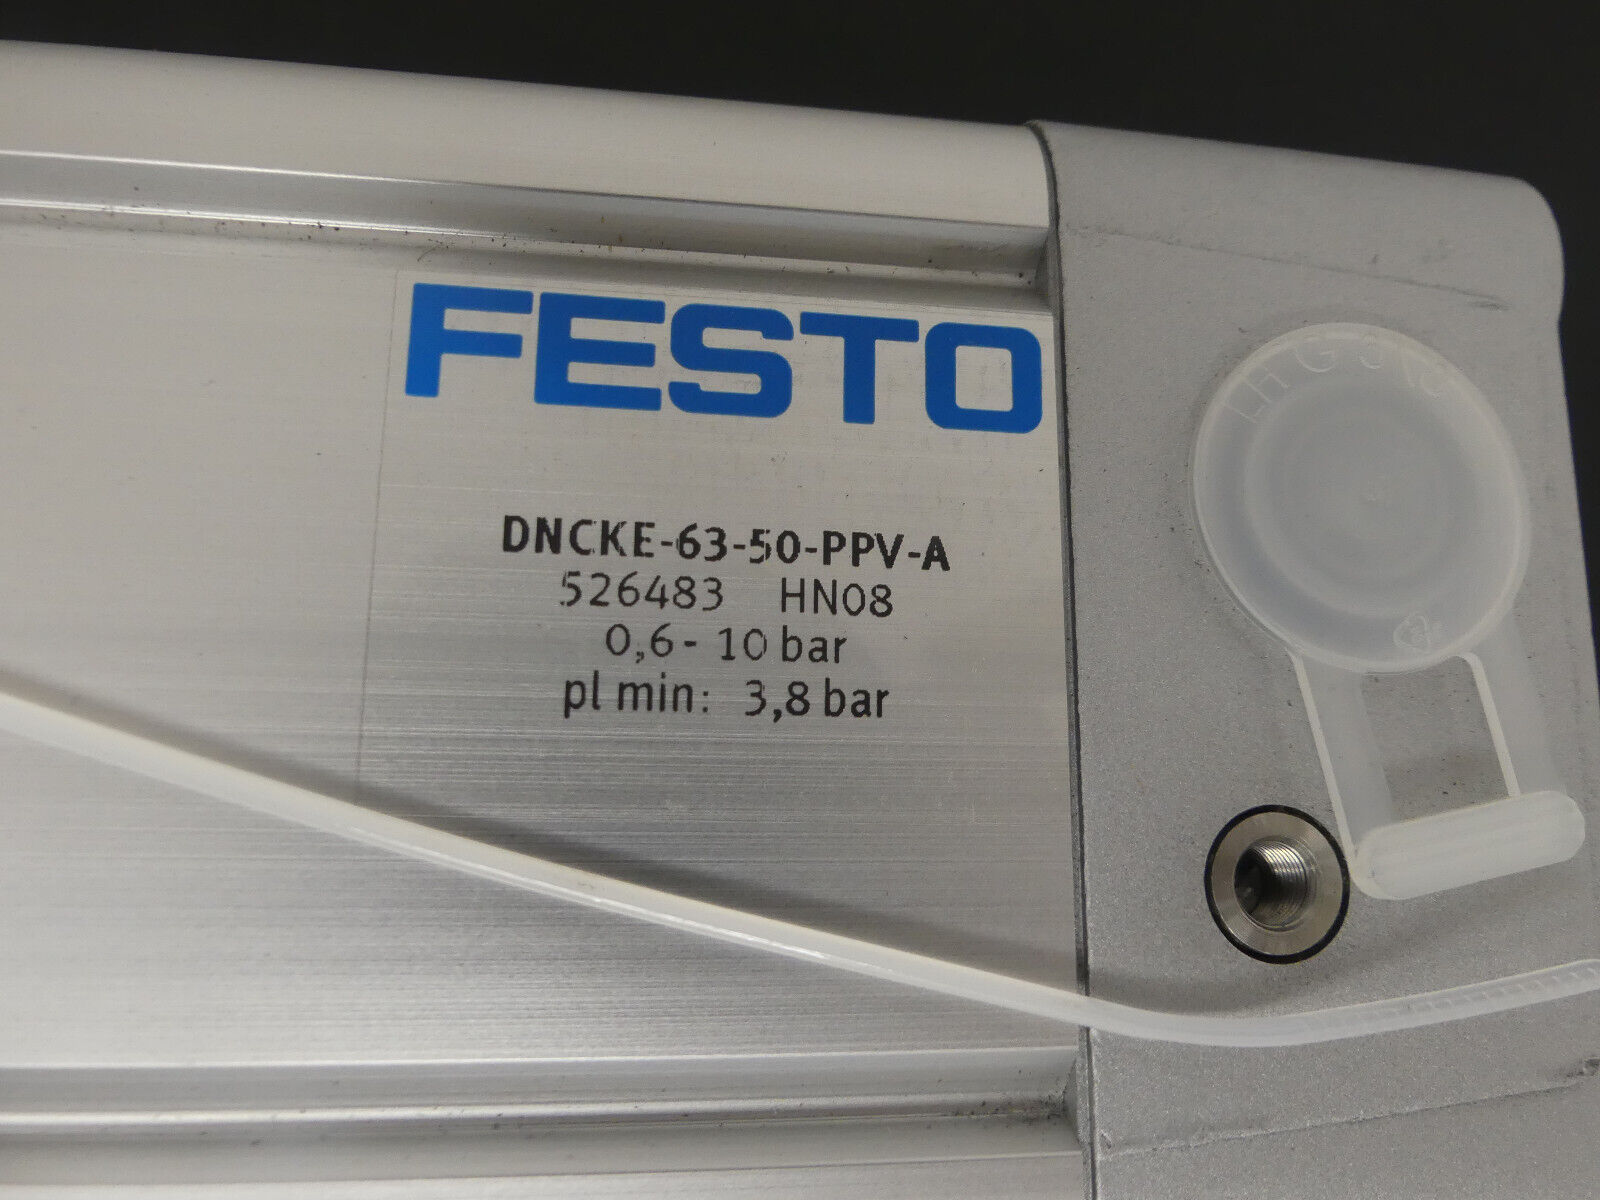 FESTO
DNCKE-63-50-PPV-A
526483 HN08
0,6- 10 bar
pl min: 3,8 bar